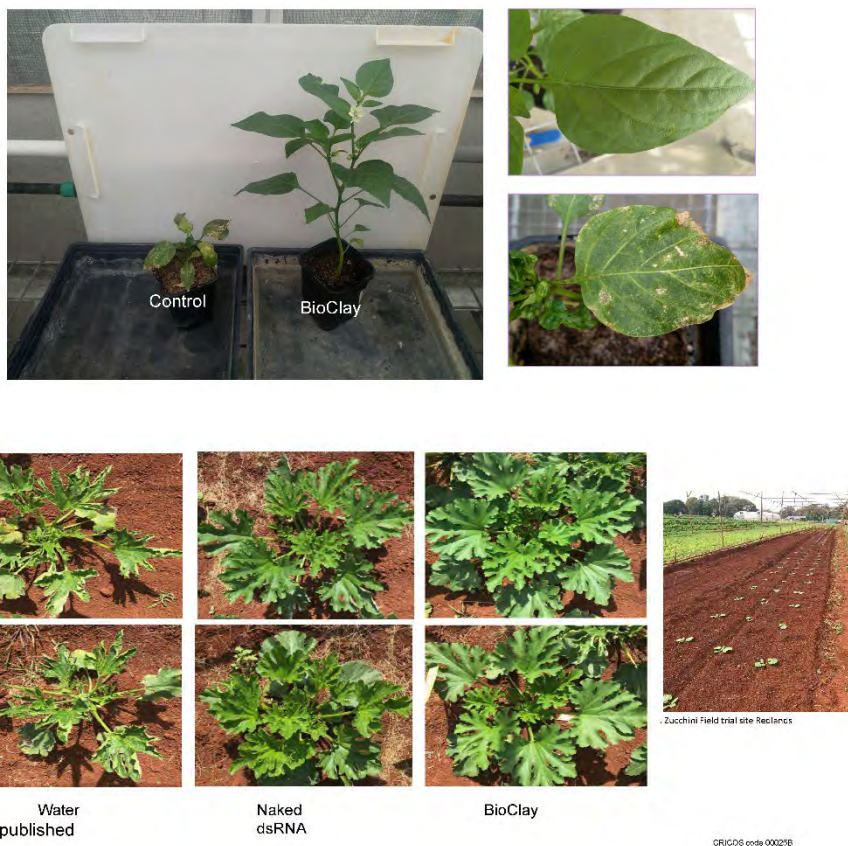 Control
BioClay
. Zucchini Field trial site Redlands
Water
Naked
BioClay
published
dsRNA
CRICOS code 00025B